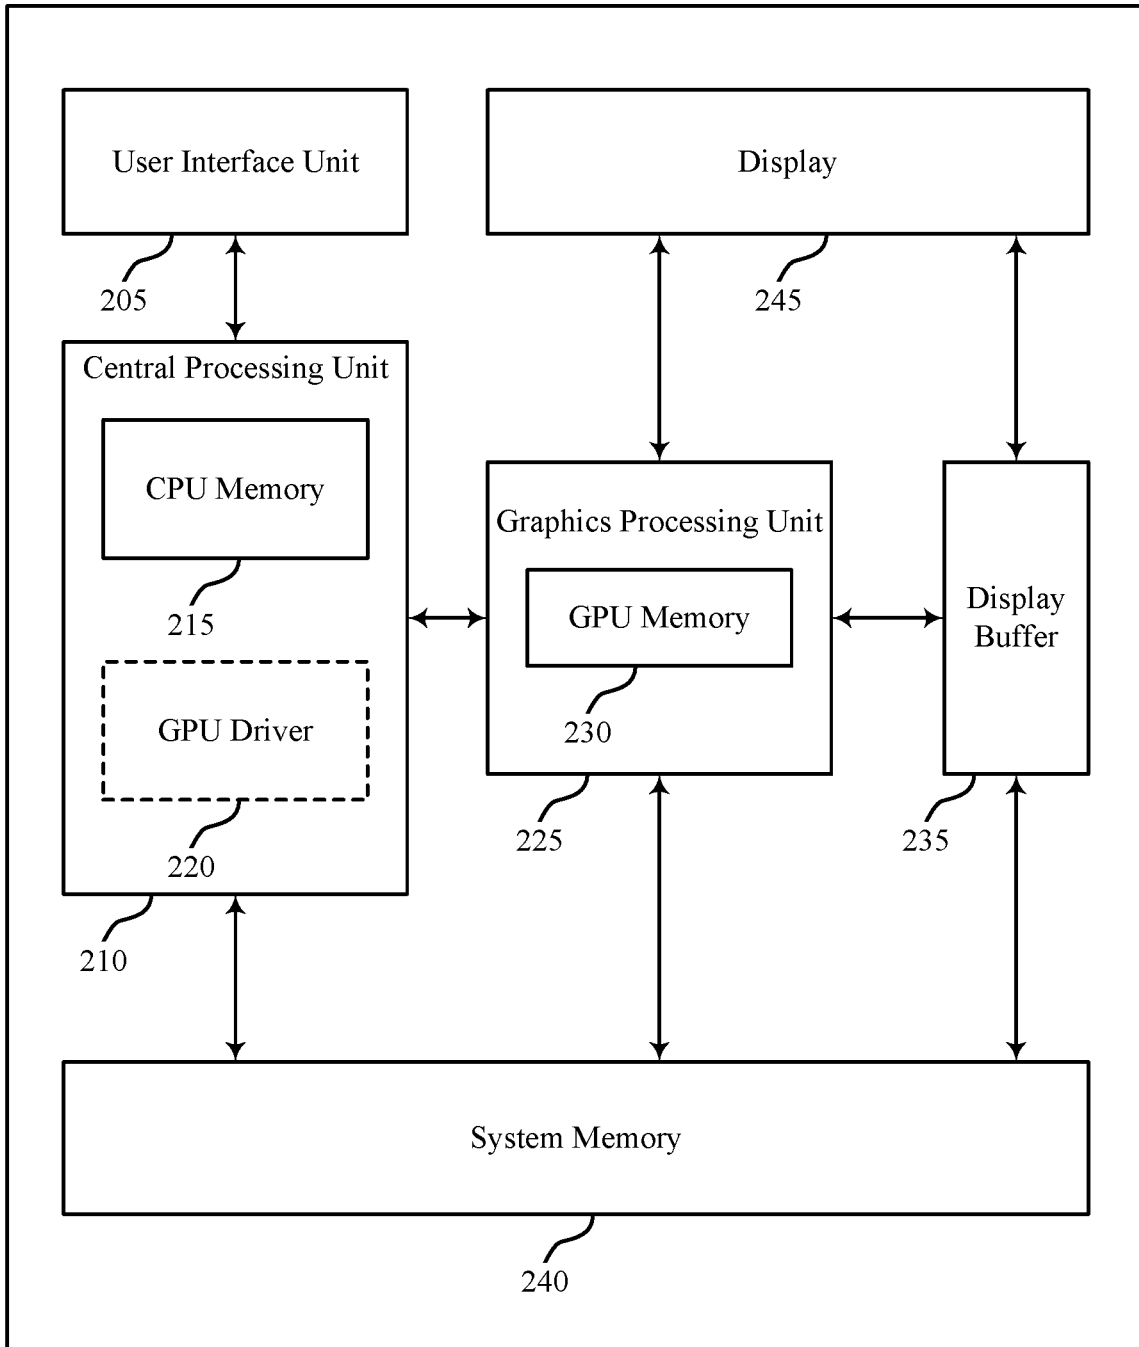 User Interface Unit
205
Display
245
Central Processing Unit
CPU Memory
215
GPU Driver
220
210
Graphics Processing Unit
GPU Memory
230
225
Display
Buffer
235
System Memory
240